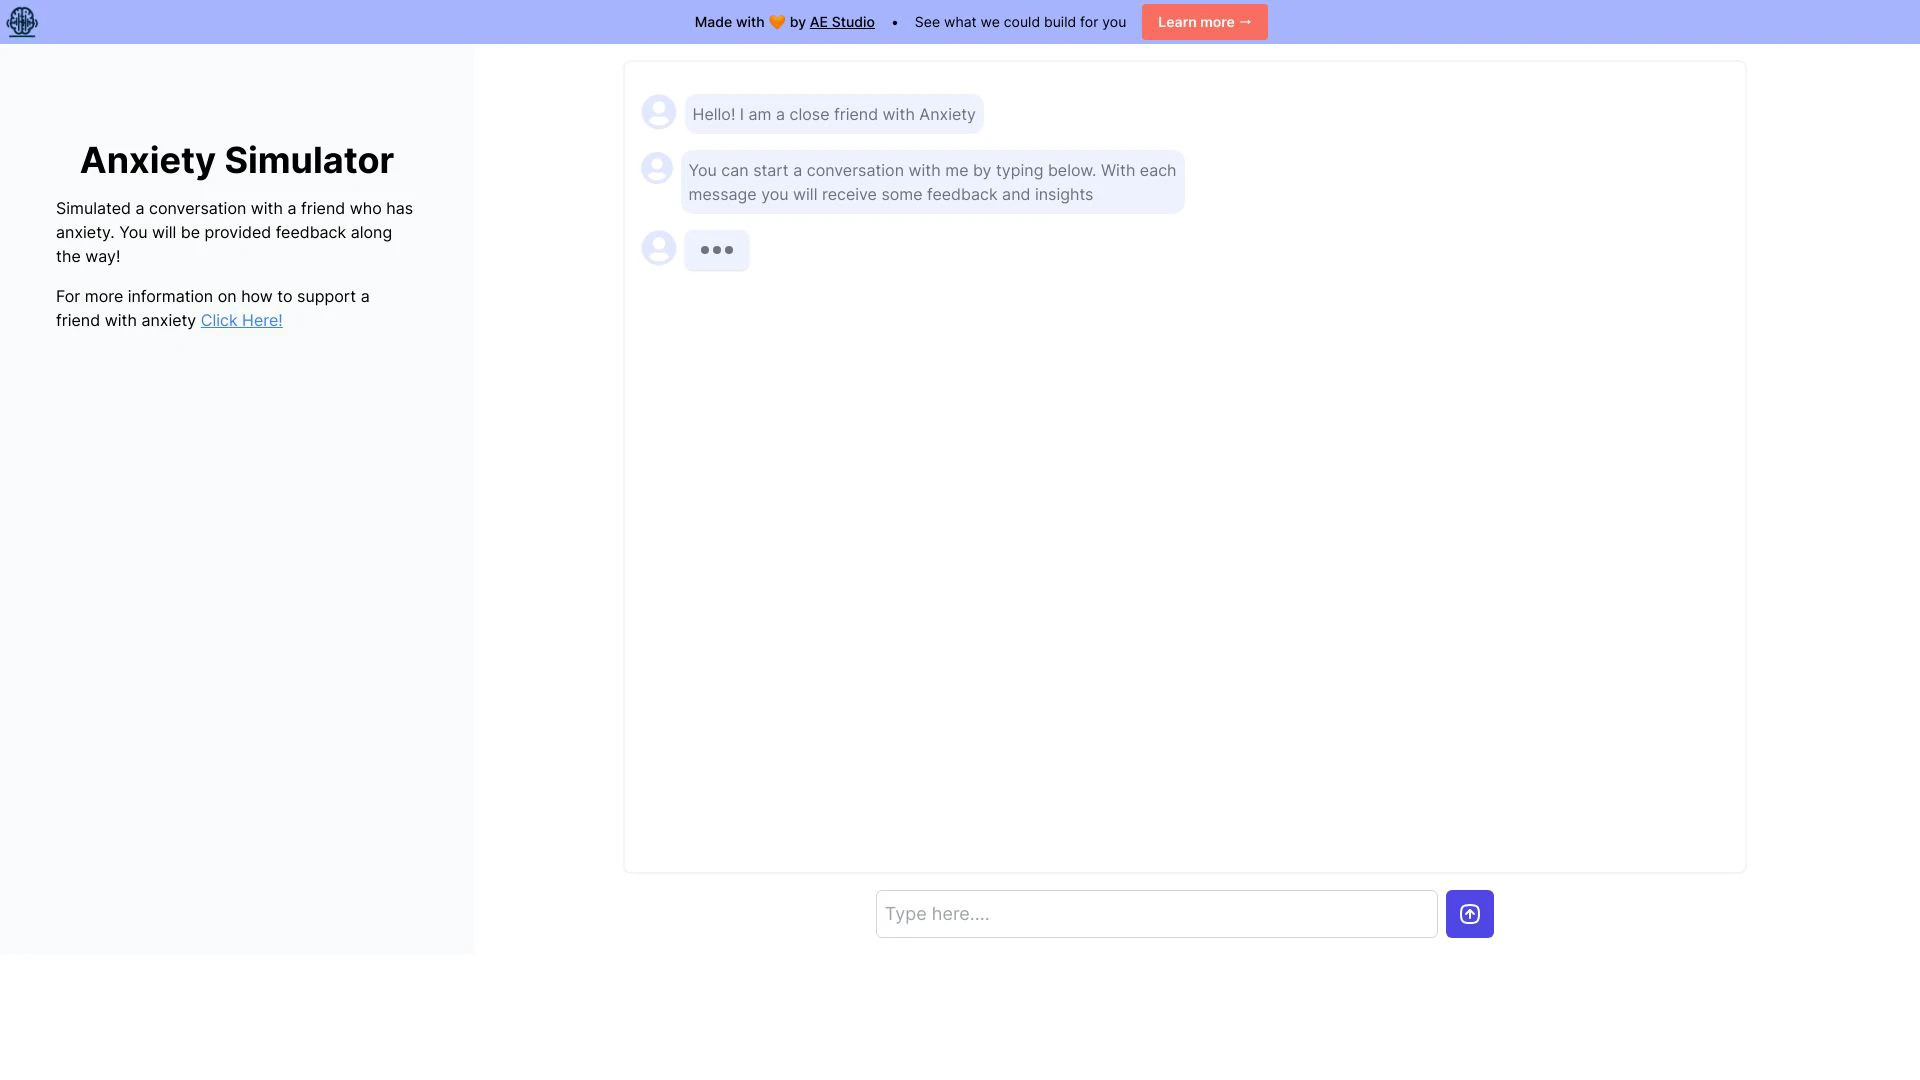 Made with 🧡 by AE Studio • See what we could build for you Learn more →
Anxiety Simulator
Simulated a conversation with a friend who has
anxiety. You will be provided feedback along
the way!
For more information on how to support a
friend with anxiety Click Here!
Hello! I am a close friend with Anxiety
You can start a conversation with me by typing below. With each
message you will receive some feedback and insights
Type here....